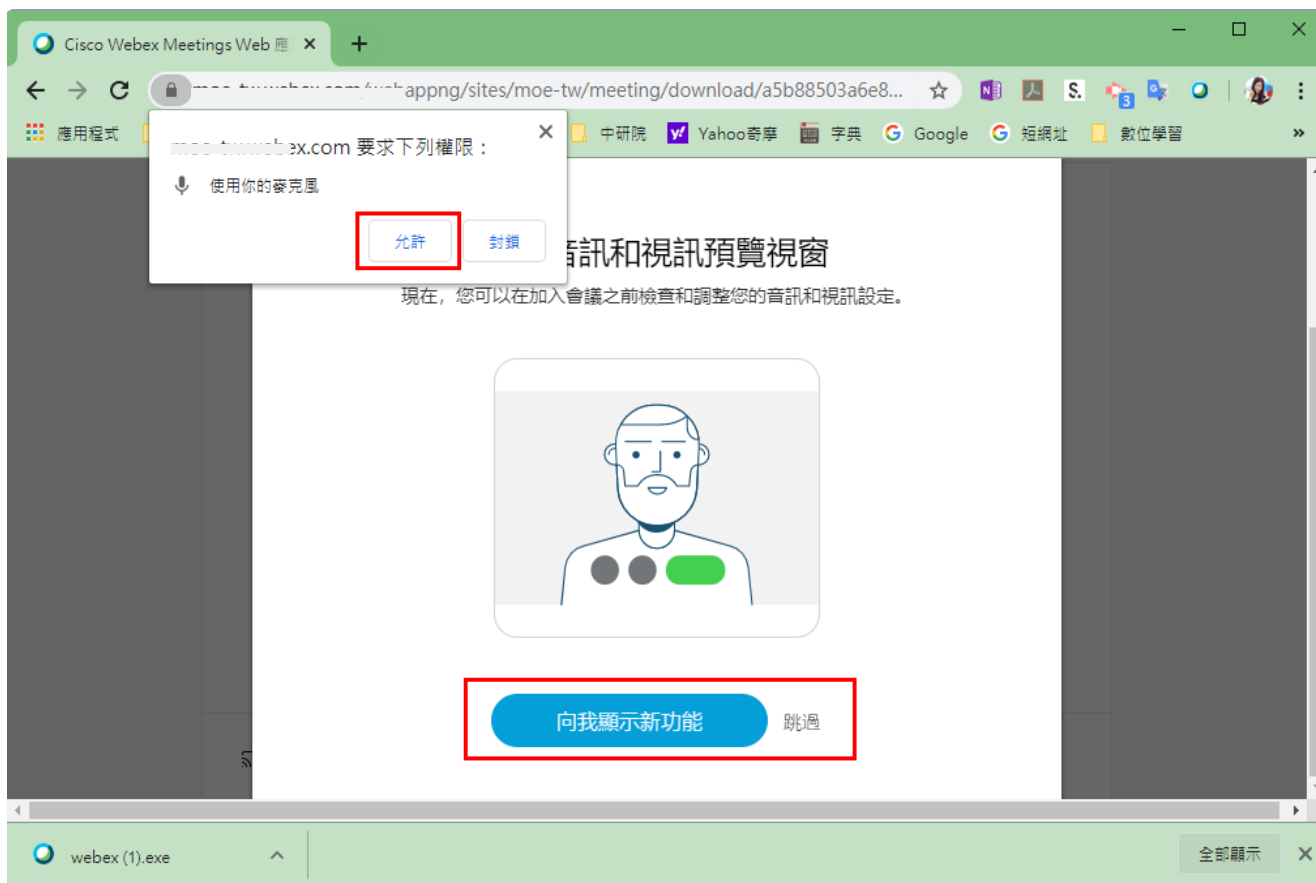 Cisco Webex Meetings Web 應
appng/sites/moe-tw/meeting/download/a5b88503a6e8...
S.
3
應用程式
中研院
Yahoo奇摩
字典
Google
短網址
數位學習
»
ex.com 要求下列權限：
使用你的麥克風
允許
封鎖
音訊和視訊預覽視窗
現在，您可以在加入會議之前檢查和調整您的音訊和視訊設定。
向我顯示新功能
跳過
webex (1).exe
全部顯示